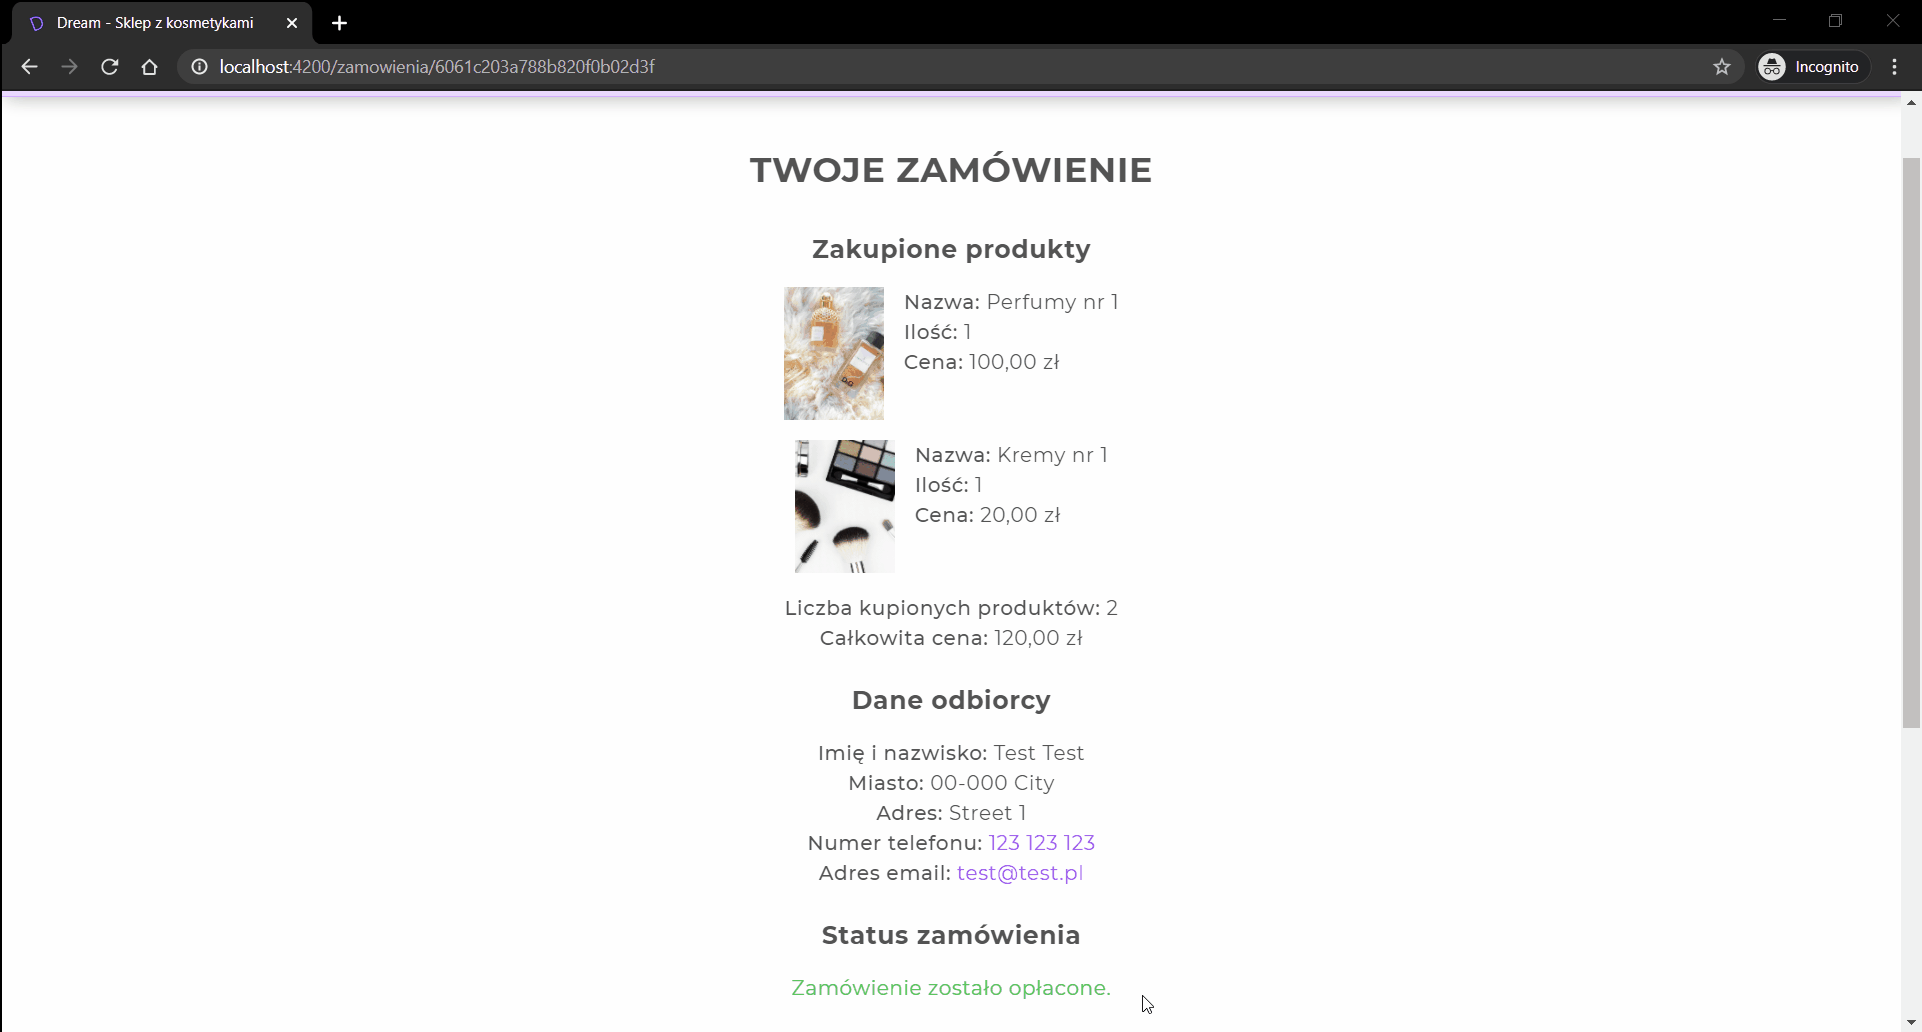 Dream - Sklep z kosmetykami
localhost:4200/zamowienia/6061c203a788b820f0b02d3f
Incognito
TWOJE ZAMÓWIENIE
Zakupione produkty
Nazwa: Perfumy nr 1
Ilość: 1
Cena: 100,00 zł
Nazwa: Kremy nr 1
Ilość: 1
Cena: 20,00 zł
Liczba kupionych produktów: 2
Całkowita cena: 120,00 zł
Dane odbiorcy
Imię i nazwisko: Test Test
Miasto: 00-000 City
Adres: Street 1
Numer telefonu: 123 123 123
Adres email: test@test.pl
Status zamówienia
Zamówienie zostało opłacone.